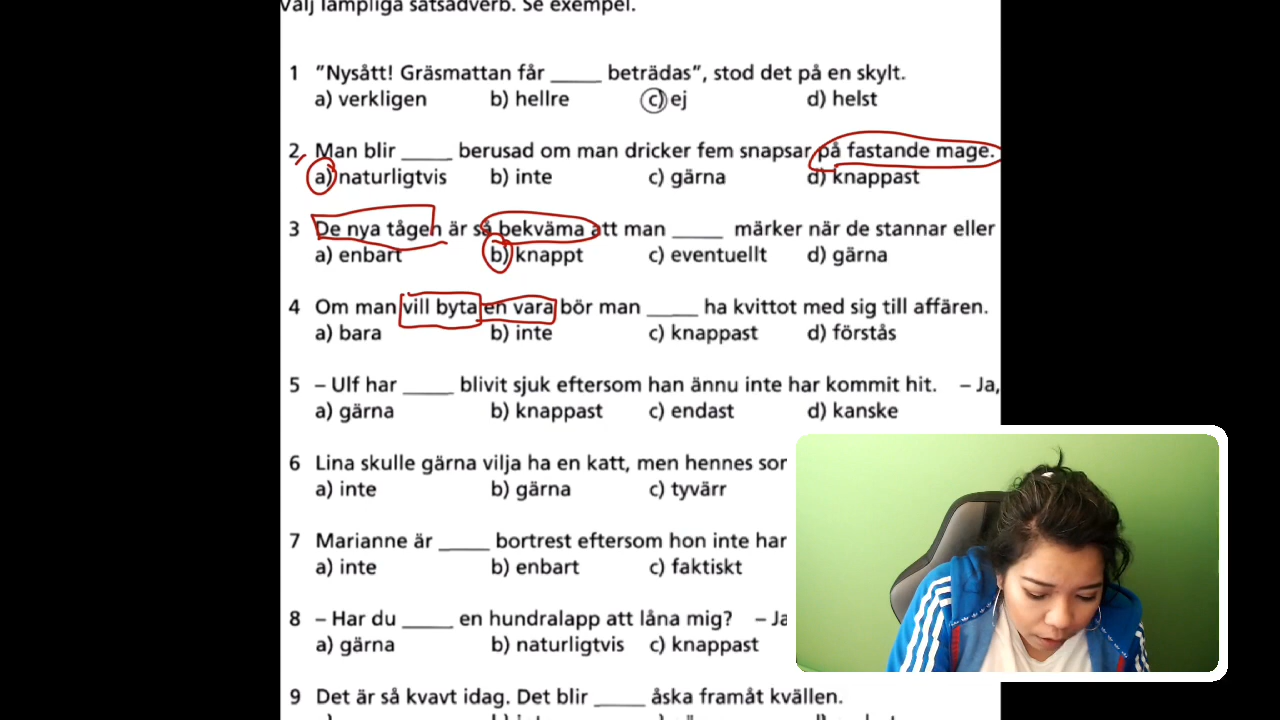 Välj lämpliga satsadverb. Se exempel.
1 ”Nysått! Gräsmattan får _____ beträdas”, stod det på en skylt.
a) verkligen b) hellre c) ej d) helst
2 Man blir _____ berusad om man dricker fem snapsar på fastande mage.
a) naturligtvis b) inte c) gärna d) knappast
3 De nya tågen är så bekväma att man _____ märker när de stannar eller
a) enbart b) knappt c) eventuellt d) gärna
4 Om man vill byta en vara bör man _____ ha kvittot med sig till affären.
a) bara b) inte c) knappast d) förstås
5 – Ulf har _____ blivit sjuk eftersom han ännu inte har kommit hit. – Ja,
a) gärna b) knappast c) endast d) kanske
6 Lina skulle gärna vilja ha en katt, men hennes
a) inte b) gärna c) tyvärr
7 Marianne är _____ bortrest eftersom hon inte har
a) inte b) enbart c) faktiskt
8 – Har du _____ en hundralapp att låna mig? – Ja
a) gärna b) naturligtvis c) knappast
9 Det är så kvavt idag. Det blir _____ åska framåt kvällen.